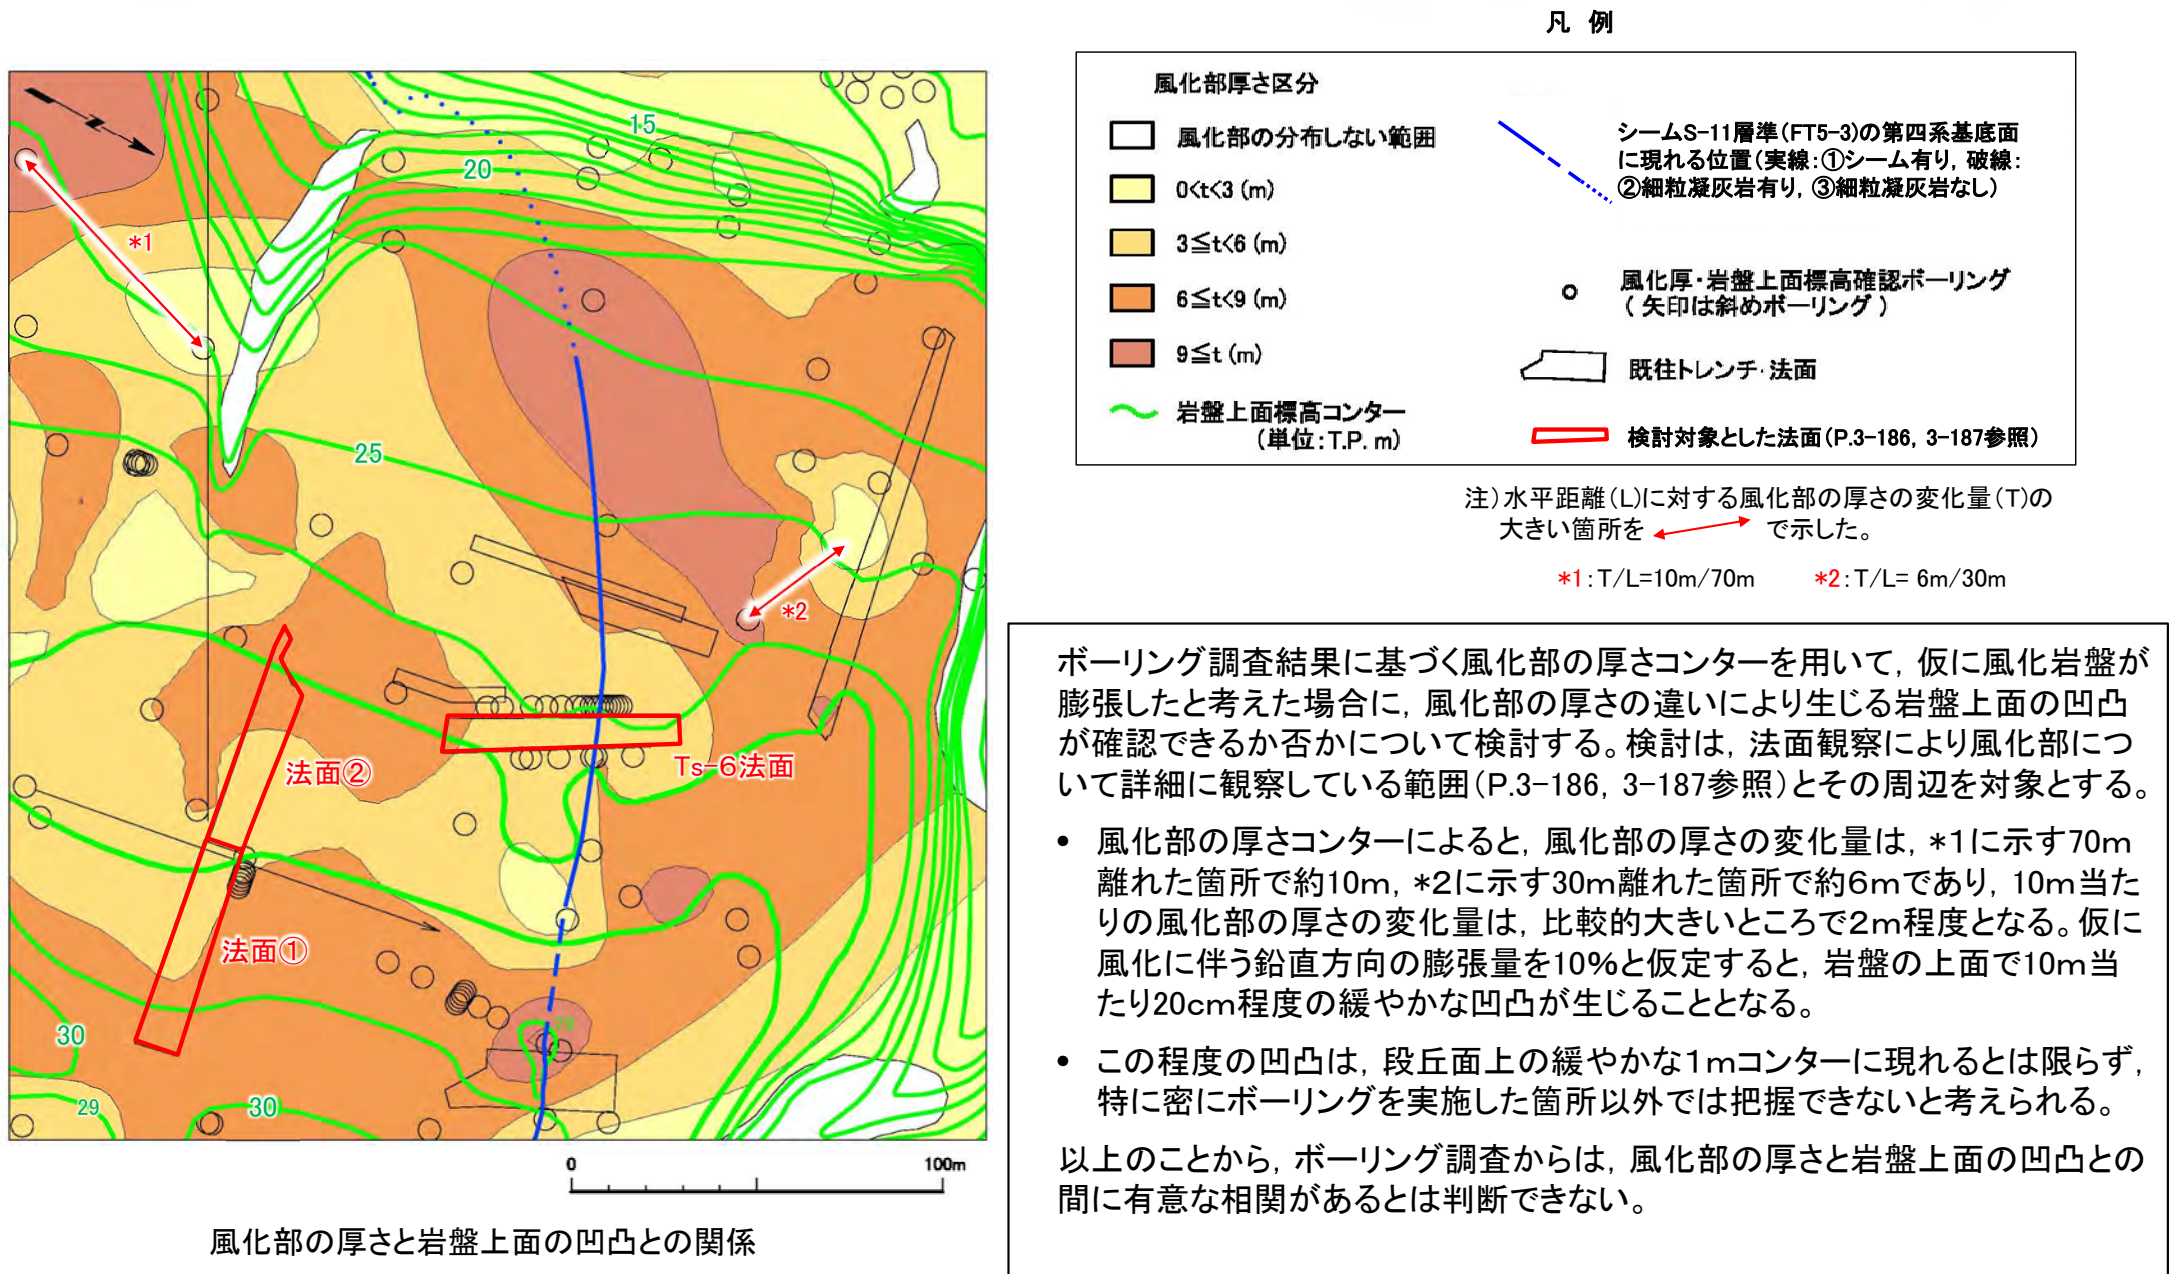 凡 例
風化部厚さ区分
風化部の分布しない範囲
0<t<3 (m)
3≦t<6 (m)
6≦t<9 (m)
9≦t (m)
岩盤上面標高コンター
(単位:T.P. m)
シームS-11層準(FT5-3)の第四系基底面
に現れる位置(実線:①シーム有り, 破線:
②細粒凝灰岩有り, ③細粒凝灰岩なし)
風化厚・岩盤上面標高確認ボーリング
( 矢印は斜めボーリング )
既往トレンチ・法面
検討対象とした法面(P.3-186, 3-187参照)
注)水平距離(L)に対する風化部の厚さの変化量(T)の
大きい箇所を で示した。
*1:T/L=10m/70m *2:T/L= 6m/30m
N
15
20
*1
25
*2
法面②
Ts-6法面
法面①
30
29
30
0 100m
風化部の厚さと岩盤上面の凹凸との関係
ボーリング調査結果に基づく風化部の厚さコンターを用いて, 仮に風化岩盤が
膨張したと考えた場合に, 風化部の厚さの違いにより生じる岩盤上面の凹凸
が確認できるか否かについて検討する。検討は, 法面観察により風化部につ
いて詳細に観察している範囲(P.3-186, 3-187参照)とその周辺を対象とする。
• 風化部の厚さコンターによると, 風化部の厚さの変化量は, *1に示す70m
離れた箇所で約10m, *2に示す30m離れた箇所で約6mであり, 10m当た
りの風化部の厚さの変化量は, 比較的大きいところで2m程度となる。仮に
風化に伴う鉛直方向の膨張量を10%と仮定すると, 岩盤の上面で10m当
たり20cm程度の緩やかな凹凸が生じることとなる。
• この程度の凹凸は, 段丘面上の緩やかな1mコンターに現れるとは限らず,
特に密にボーリングを実施した箇所以外では把握できないと考えられる。
以上のことから, ボーリング調査からは, 風化部の厚さと岩盤上面の凹凸との
間に有意な相関があるとは判断できない。